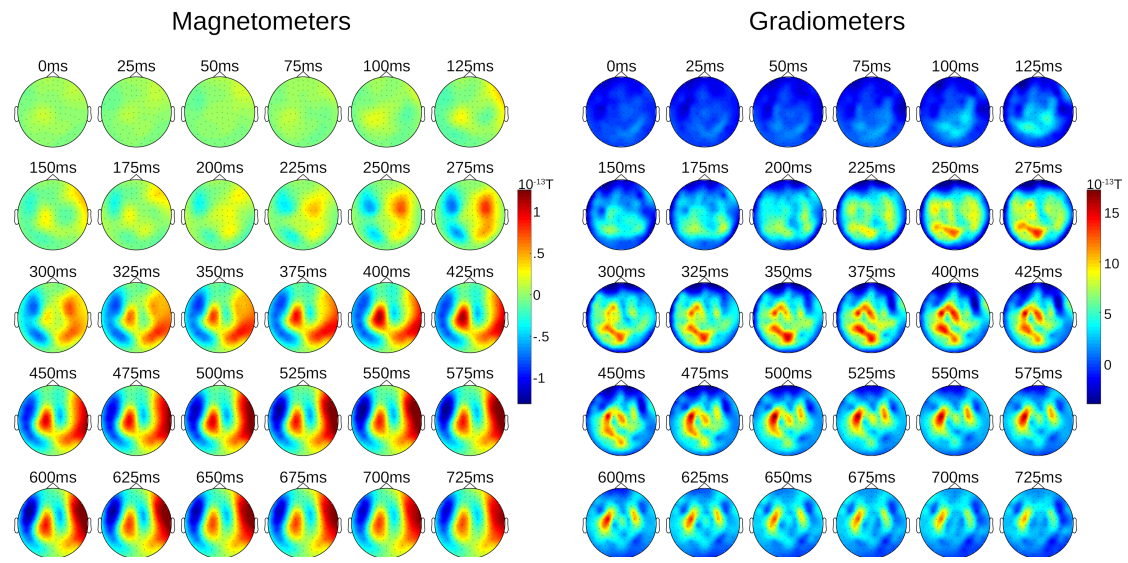 Magnetometers Gradiometers
0ms 25ms 50ms 75ms 100ms 125ms 0ms 25ms 50ms 75ms 100ms 125ms
150ms 175ms 200ms 225ms 250ms 275ms 150ms 175ms 200ms 225ms 250ms 275ms
10⁻¹³T 10⁻¹³T
1 15
.5 10
0 5
-.5 0
-1
300ms 325ms 350ms 375ms 400ms 425ms 300ms 325ms 350ms 375ms 400ms 425ms
450ms 475ms 500ms 525ms 550ms 575ms 450ms 475ms 500ms 525ms 550ms 575ms
600ms 625ms 650ms 675ms 700ms 725ms 600ms 625ms 650ms 675ms 700ms 725ms